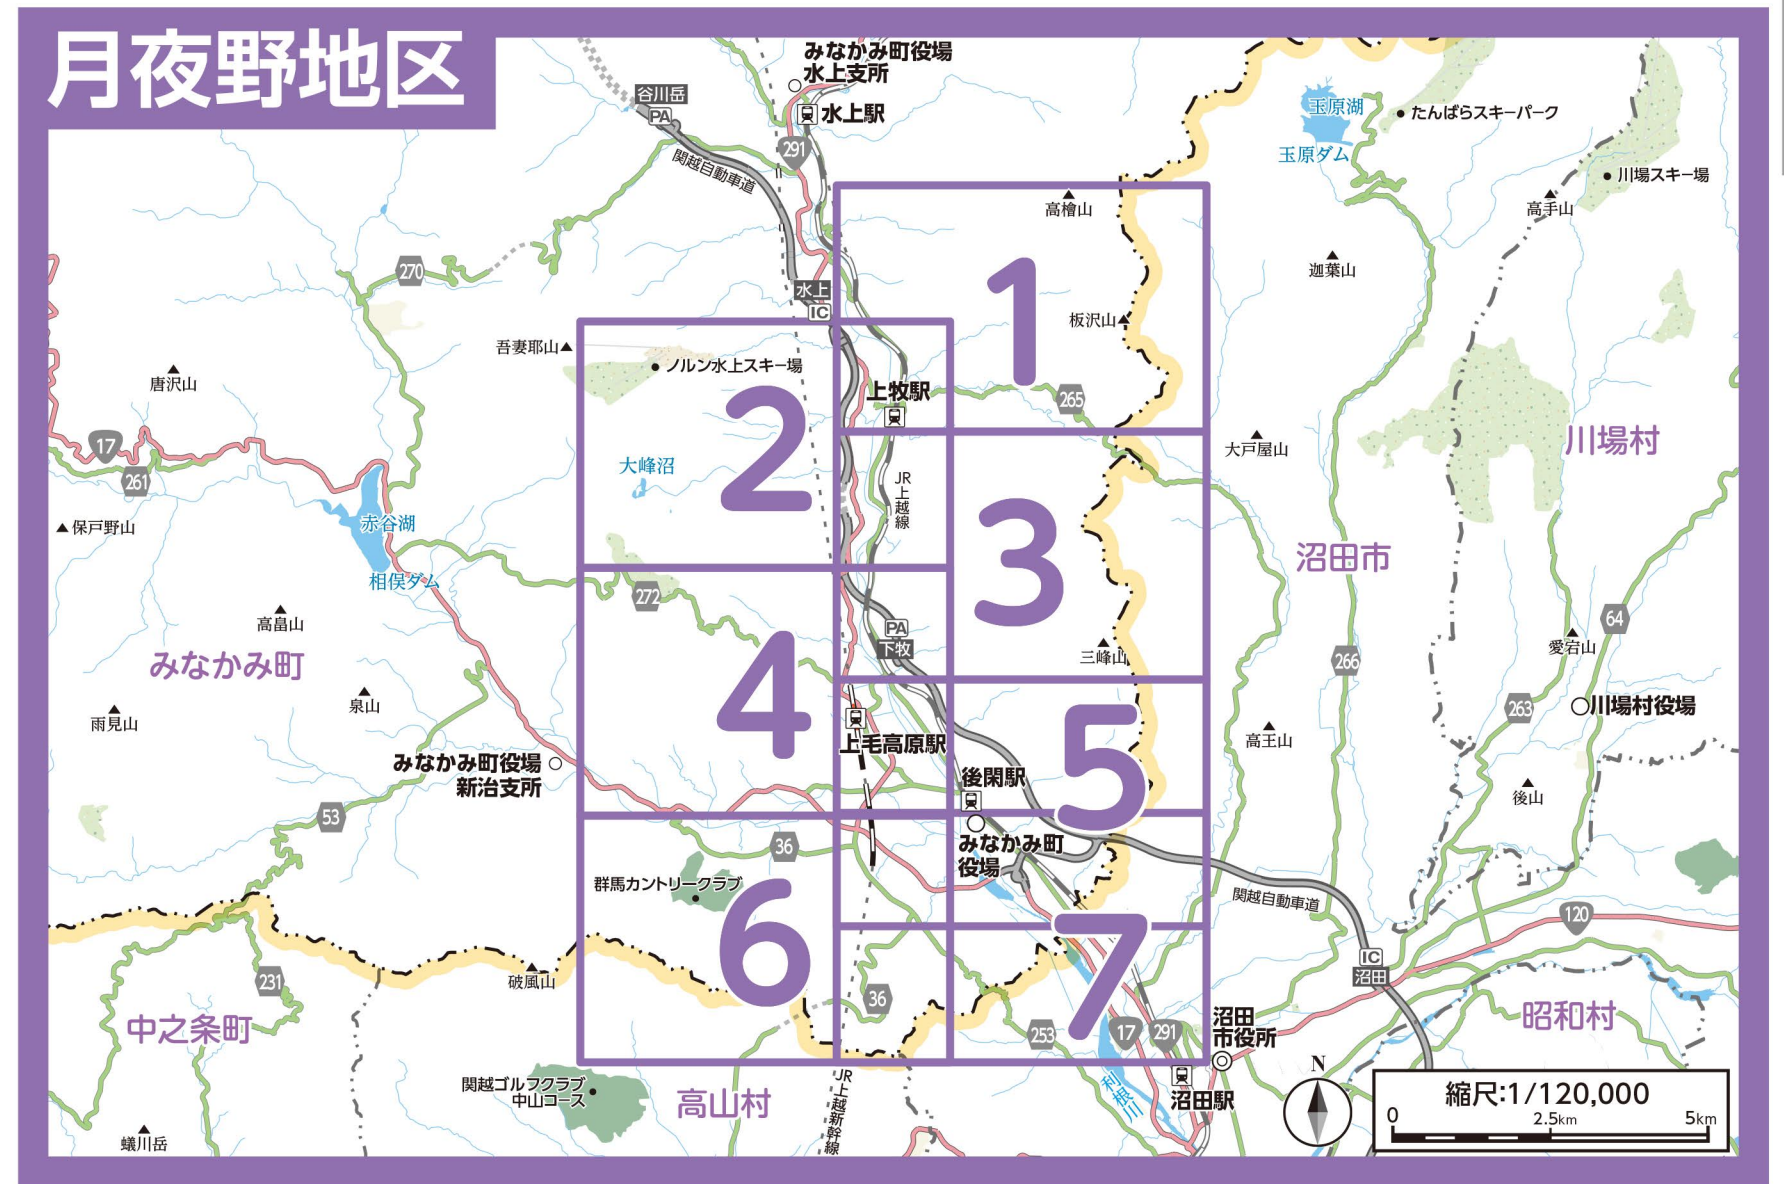 月夜野地区
みなかみ町役場
水上支所
水上駅
谷川岳
PA
関越自動車道
291
玉原湖
玉原ダム
たんばらスキーパーク
川場スキー場
高手山
高檜山
迦葉山
270
水上
IC
1
板沢山
吾妻耶山
ノルン水上スキー場
唐沢山
上牧駅
265
2
17
261
大峰沼
JR上越線
大戸屋山
川場村
保戸野山
赤谷湖
相俣ダム
3
沼田市
272
高畠山
みなかみ町
PA
下牧
三峰山
266
64
愛宕山
263
川場村役場
4
泉山
雨見山
上毛高原駅
5
高王山
みなかみ町役場
新治支所
後閑駅
後山
53
36
みなかみ町
役場
群馬カントリークラブ
6
関越自動車道
120
7
IC
沼田
231
破風山
36
中之条町
253
17
291
沼田
市役所
昭和村
関越ゴルフクラブ
中山コース
高山村
JR上越新幹線
利根川
沼田駅
蟻川岳
N
縮尺:1/120,000
0
2.5km
5km